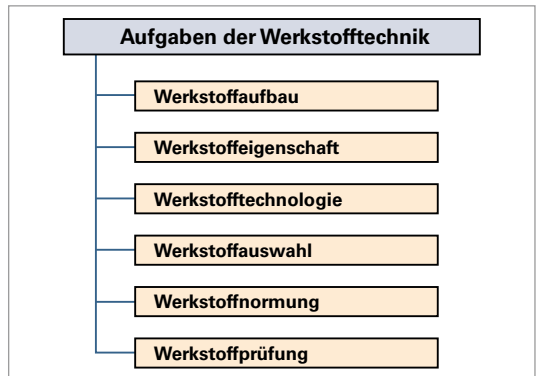 Aufgaben der Werkstofftechnik
Werkstoffaufbau
Werkstoffeigenschaft
Werkstofftechnologie
Werkstoffauswahl
Werkstoffnormung
Werkstoffprüfung